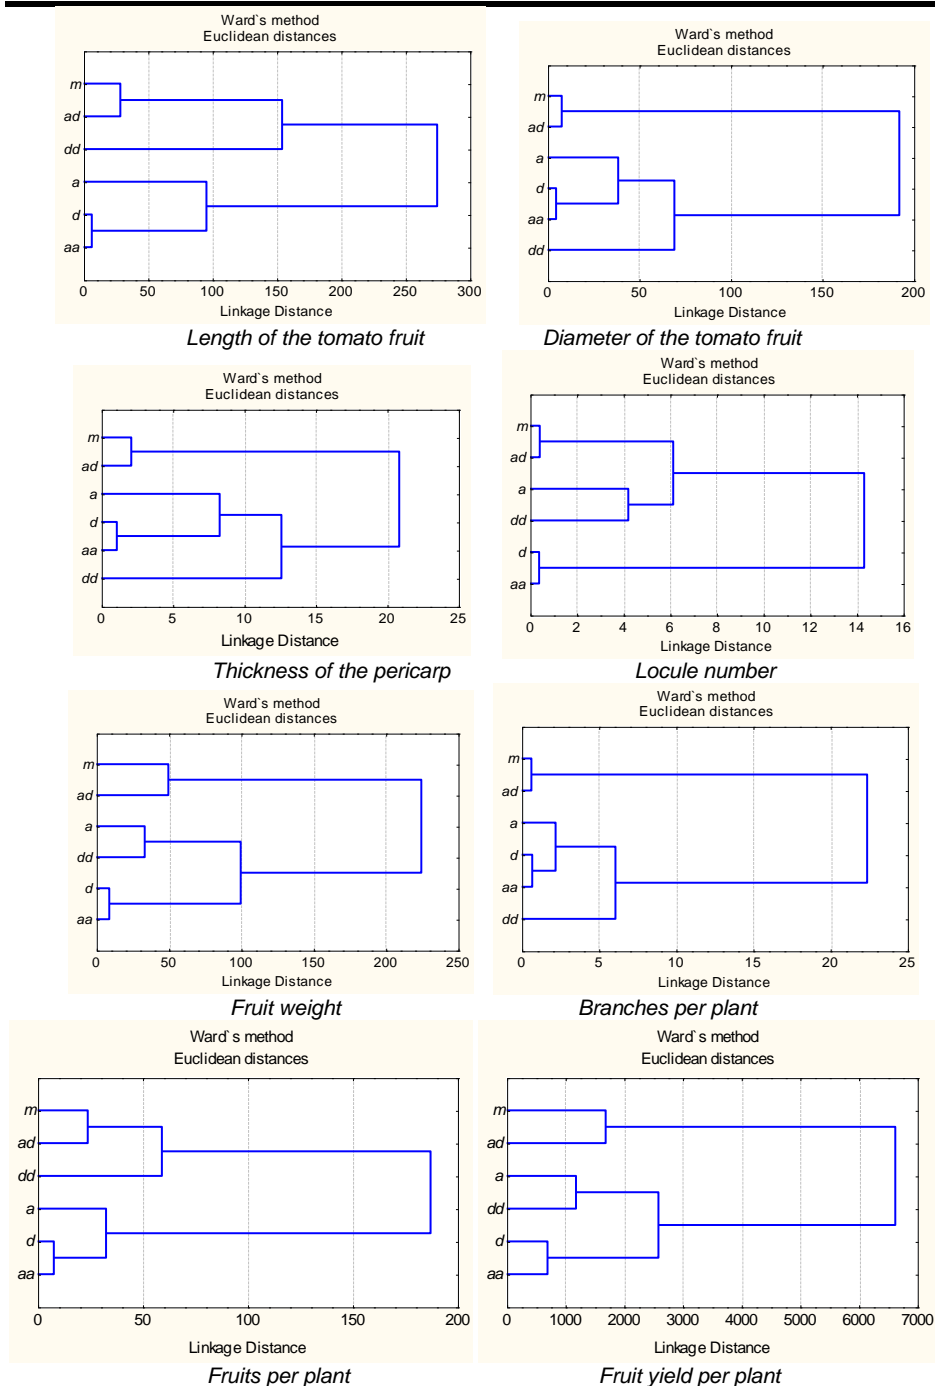 Ward`s method
Euclidean distances
m
ad
dd
a
d
aa
0 50 100 150 200 250 300
Linkage Distance
Length of the tomato fruit
Ward`s method
Euclidean distances
m
ad
a
d
aa
dd
0 50 100 150 200
Linkage Distance
Diameter of the tomato fruit
Ward`s method
Euclidean distances
m
ad
a
d
aa
dd
0 5 10 15 20 25
Linkage Distance
Thickness of the pericarp
Ward`s method
Euclidean distances
m
ad
a
dd
d
aa
0 2 4 6 8 10 12 14 16
Linkage Distance
Locule number
Ward`s method
Euclidean distances
m
ad
a
dd
d
aa
0 50 100 150 200 250
Linkage Distance
Fruit weight
Ward`s method
Euclidean distances
m
ad
a
d
aa
dd
0 5 10 15 20 25
Linkage Distance
Branches per plant
Ward`s method
Euclidean distances
m
ad
dd
a
d
aa
0 50 100 150 200
Linkage Distance
Fruits per plant
Ward`s method
Euclidean distances
m
ad
a
dd
d
aa
0 1000 2000 3000 4000 5000 6000 7000
Linkage Distance
Fruit yield per plant